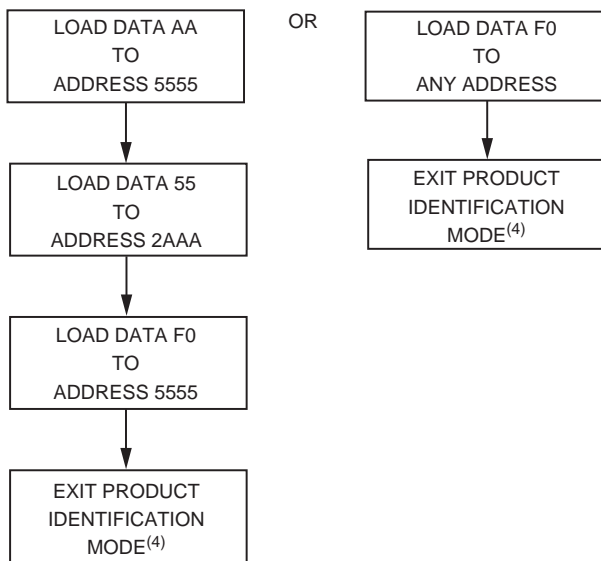 LOAD DATA AA
TO
ADDRESS 5555
LOAD DATA 55
TO
ADDRESS 2AAA
LOAD DATA F0
TO
ADDRESS 5555
EXIT PRODUCT
IDENTIFICATION
MODE(4)
OR
LOAD DATA F0
TO
ANY ADDRESS
EXIT PRODUCT
IDENTIFICATION
MODE(4)